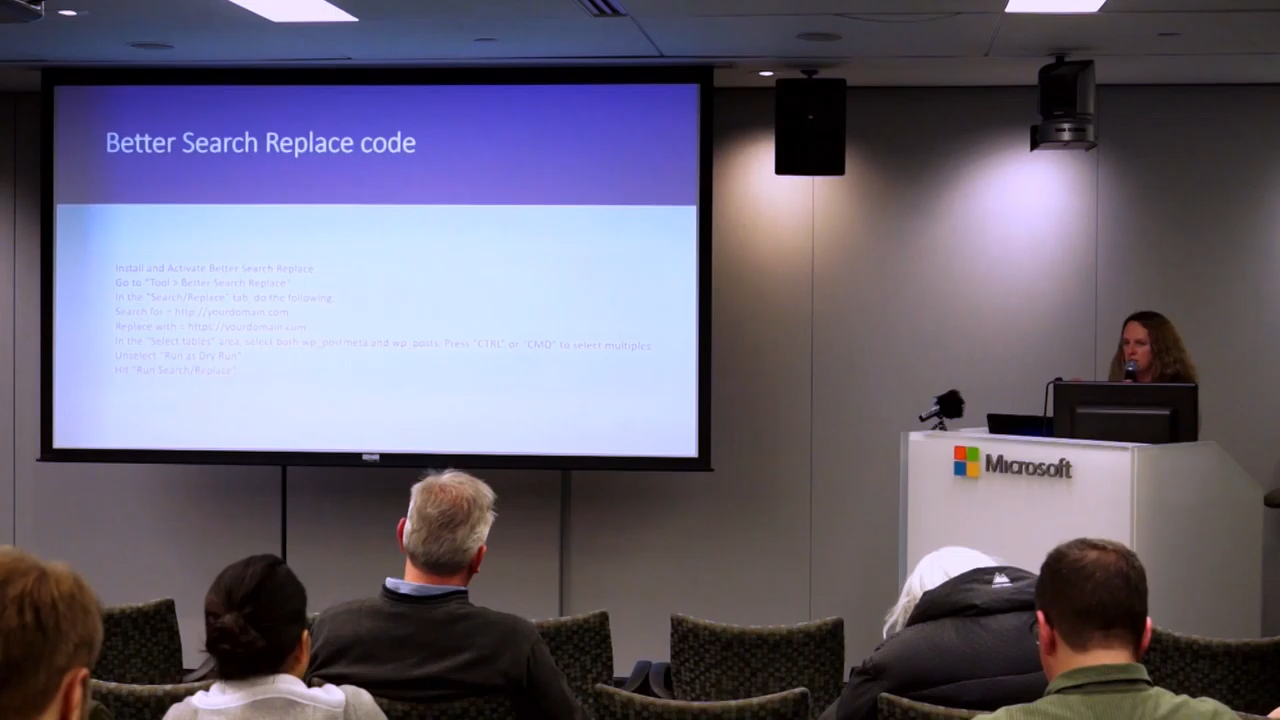 Better Search Replace code
Install and Activate Better Search Replace
Go to "Tool > Better Search Replace"
In the "Search/Replace" tab, do the following:
Search for = http://yourdomain.com
Replace with = https://yourdomain.com
In the "Select tables" area, select both wp_postmeta and wp_posts. Press "CTRL" or "CMD" to select multiples
Unselect "Run as Dry Run"
Hit "Run Search/Replace"
Microsoft